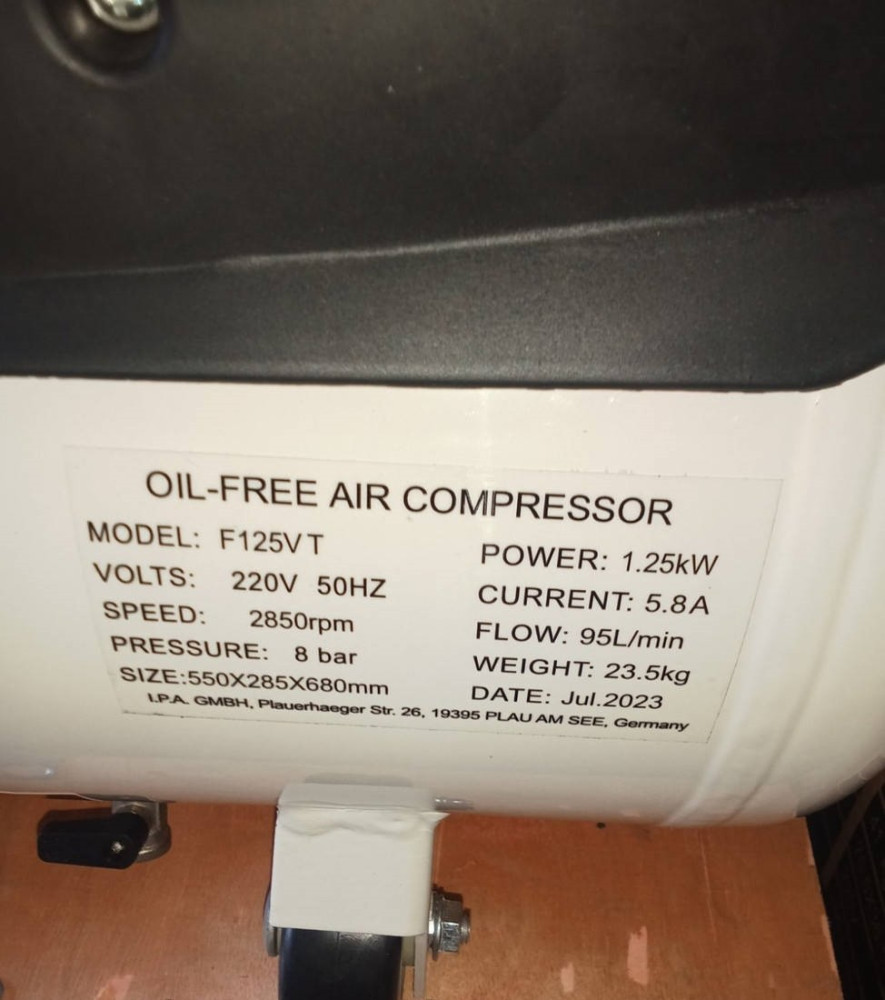 OIL-FREE AIR COMPRESSOR
MODEL: F125VT POWER: 1.25kW
VOLTS: 220V 50HZ CURRENT: 5.8A
SPEED: 2850rpm FLOW: 95L/min
PRESSURE: 8 bar WEIGHT: 23.5kg
SIZE:550X285X680mm DATE: Jul.2023
I.P.A. GMBH, Plauerhaeger Str. 26, 19395 PLAU AM SEE, Germany